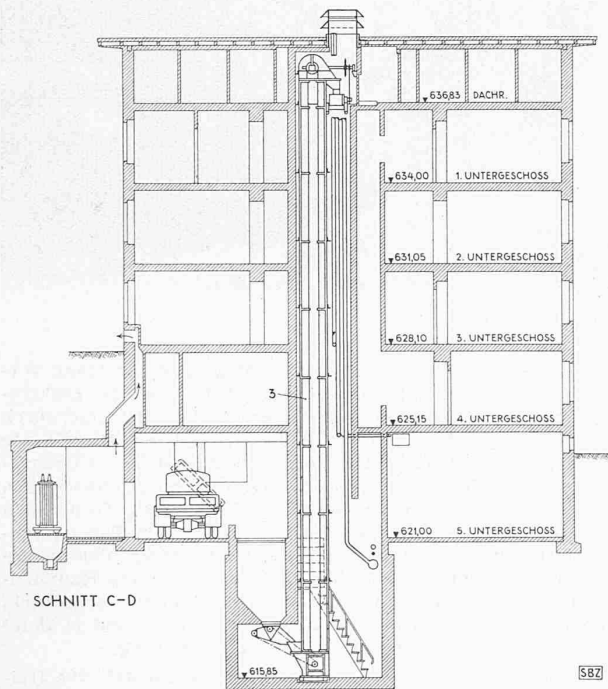 636,83 DACHR.
634,00 1. UNTERGESCHOSS
631,05 2. UNTERGESCHOSS
628,10 3. UNTERGESCHOSS
3
625,15 4. UNTERGESCHOSS
621,00 5. UNTERGESCHOSS
SCHNITT C-D
615,85
SBZ